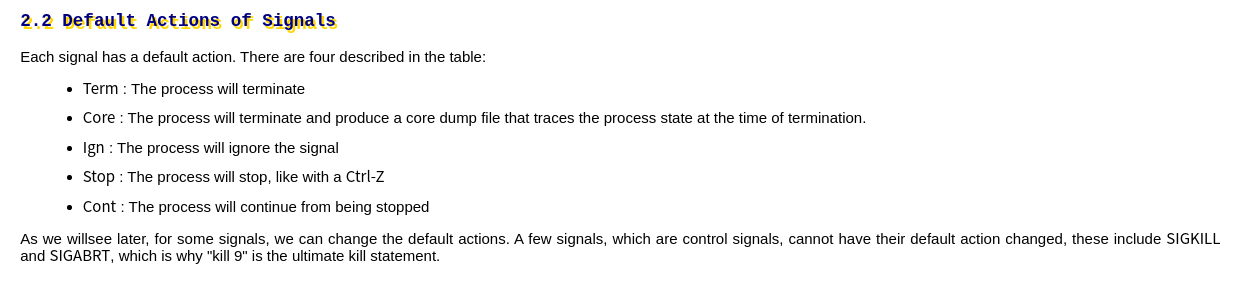 2.2 Default Actions of Signals
Each signal has a default action. There are four described in the table:
• Term : The process will terminate
• Core : The process will terminate and produce a core dump file that traces the process state at the time of termination.
• Ign : The process will ignore the signal
• Stop : The process will stop, like with a Ctrl-Z
• Cont : The process will continue from being stopped
As we willsee later, for some signals, we can change the default actions. A few signals, which are control signals, cannot have their default action changed, these include SIGKILL
and SIGABRT, which is why "kill 9" is the ultimate kill statement.